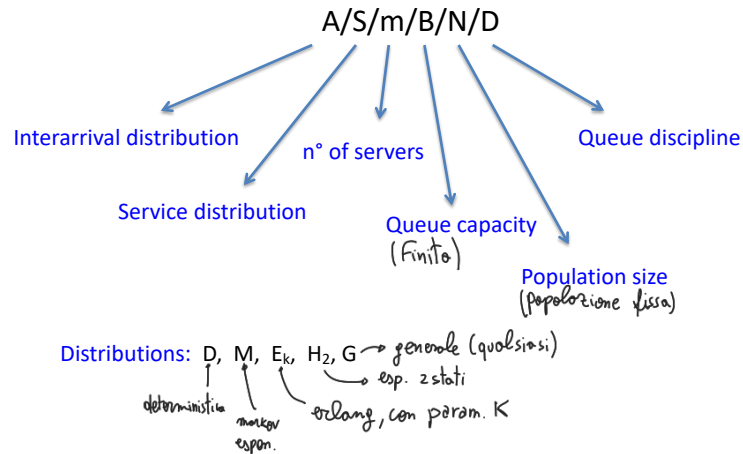 A/S/m/B/N/D
Interarrival distribution
n° of servers
Queue discipline
Service distribution
Queue capacity
(Finito)
Population size
(popolazione fissa)
Distributions: D, M, Ek, H2, G generale (qualsiasi)
esp. 2 stati
deterministica
markov
espon.
erlang, con param. K